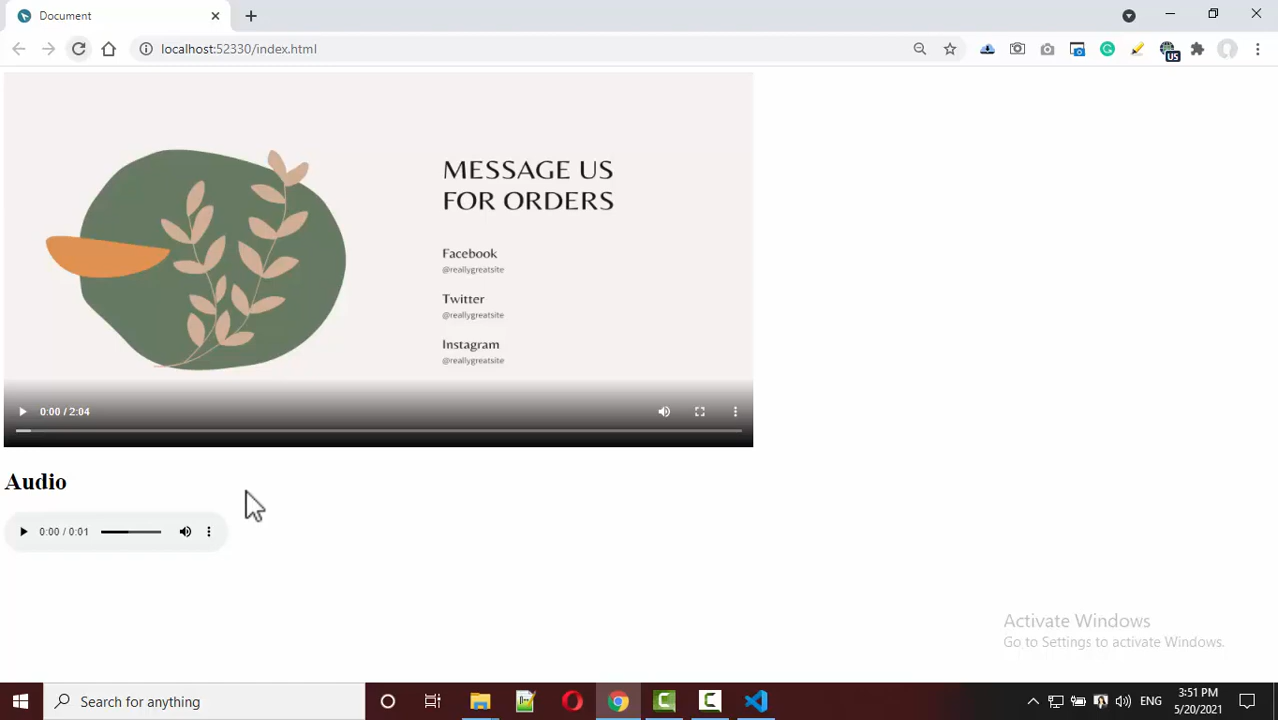 Document
localhost:52330/index.html
US
MESSAGE US
FOR ORDERS
Facebook
@reallygreatsite
Twitter
@reallygreatsite
Instagram
@reallygreatsite
0:00 / 2:04
Audio
0:00 / 0:01
Activate Windows
Go to Settings to activate Windows.
Search for anything
ENG
3:51 PM
5/20/2021